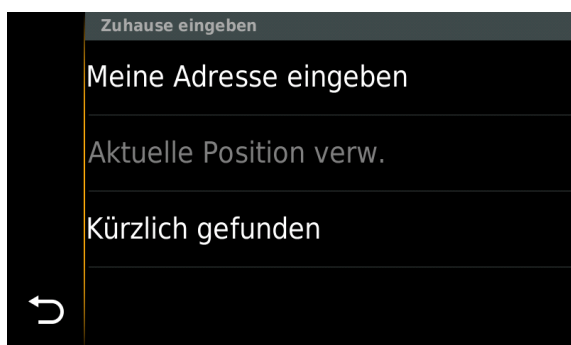 Zuhause eingeben
Meine Adresse eingeben
Aktuelle Position verw.
Kürzlich gefunden